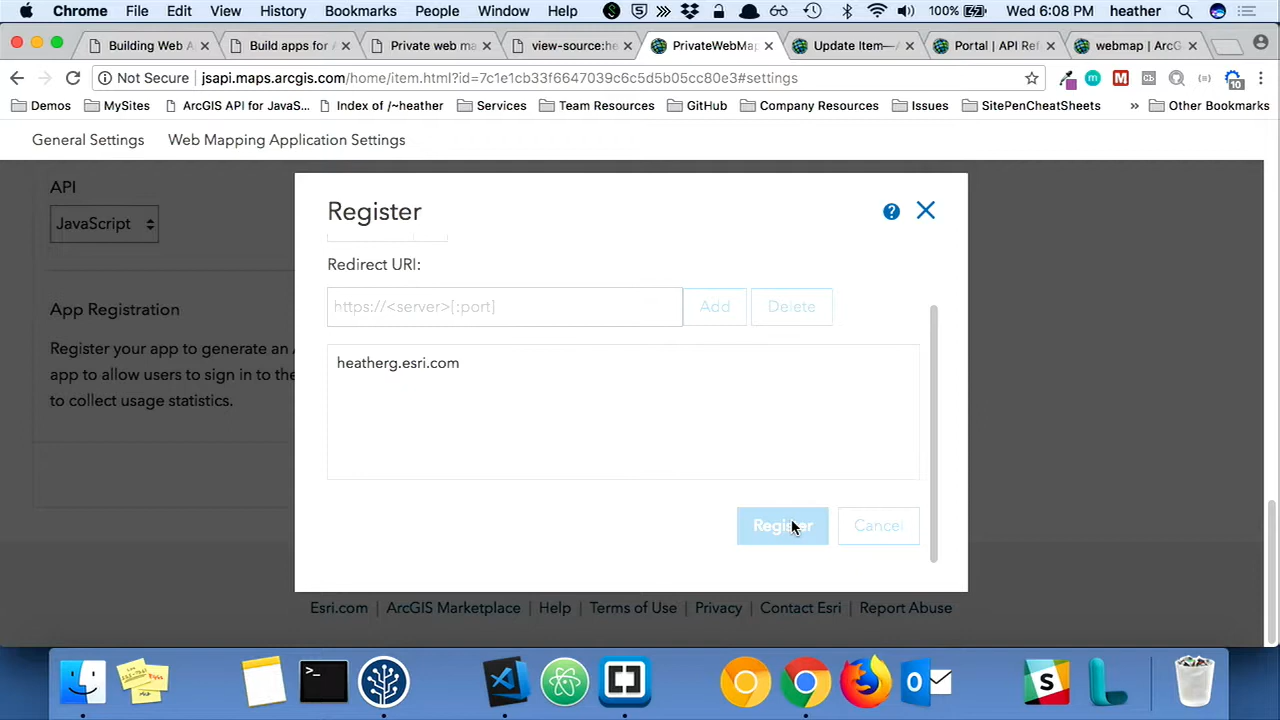 Chrome File Edit View History Bookmarks People Window Help 100% Wed 6:08 PM heather
Building Web A Build apps for A Private web ma view-source:he PrivateWebMap Update Item—A Portal | API Ref webmap | ArcG
Not Secure jsapi.maps.arcgis.com/home/item.html?id=7c1e1cb33f6647039c6c5d5b05cc80e3#settings
Demos MySites ArcGIS API for JavaS... Index of /~heather Services Team Resources GitHub Company Resources Issues SitePenCheatSheets » Other Bookmarks
General Settings Web Mapping Application Settings
API
JavaScript
App Registration
Register your app to generate an A
app to allow users to sign in to the
to collect usage statistics.
Register
Redirect URI:
https://<server>[:port] Add Delete
heatherg.esri.com
Register Cancel
Esri.com | ArcGIS Marketplace | Help | Terms of Use | Privacy | Contact Esri | Report Abuse